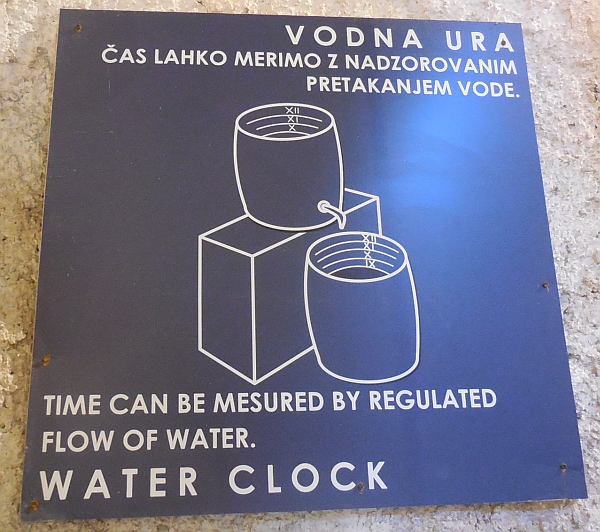 VODNA URA
ČAS LAHKO MERIMO Z NADZOROVANIM
PRETAKANJEM VODE.
XII
XI
X
XII
XI
X
IX
TIME CAN BE MESURED BY REGULATED
FLOW OF WATER.
WATER CLOCK